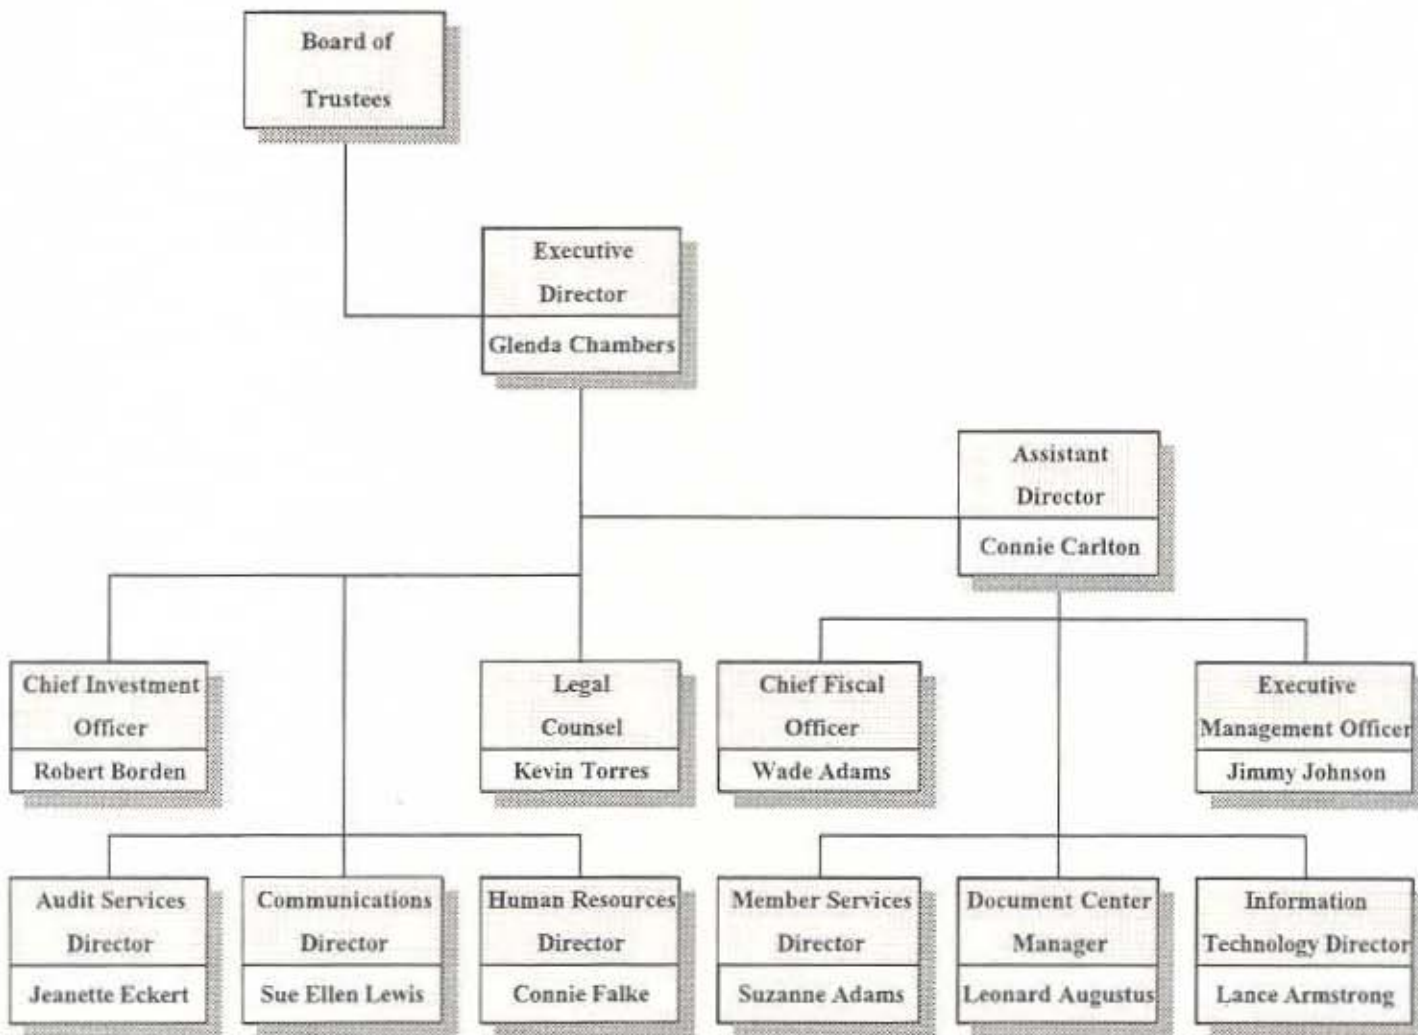 Board of
Trustees
Executive
Director
Glenda Chambers
Assistant
Director
Connie Carlton
Chief Investment
Officer
Robert Borden
Legal
Counsel
Kevin Torres
Chief Fiscal
Officer
Wade Adams
Executive
Management Officer
Jimmy Johnson
Audit Services
Director
Jeanette Eckert
Communications
Director
Sue Ellen Lewis
Human Resources
Director
Connie Falke
Member Services
Director
Suzanne Adams
Document Center
Manager
Leonard Augustus
Information
Technology Director
Lance Armstrong